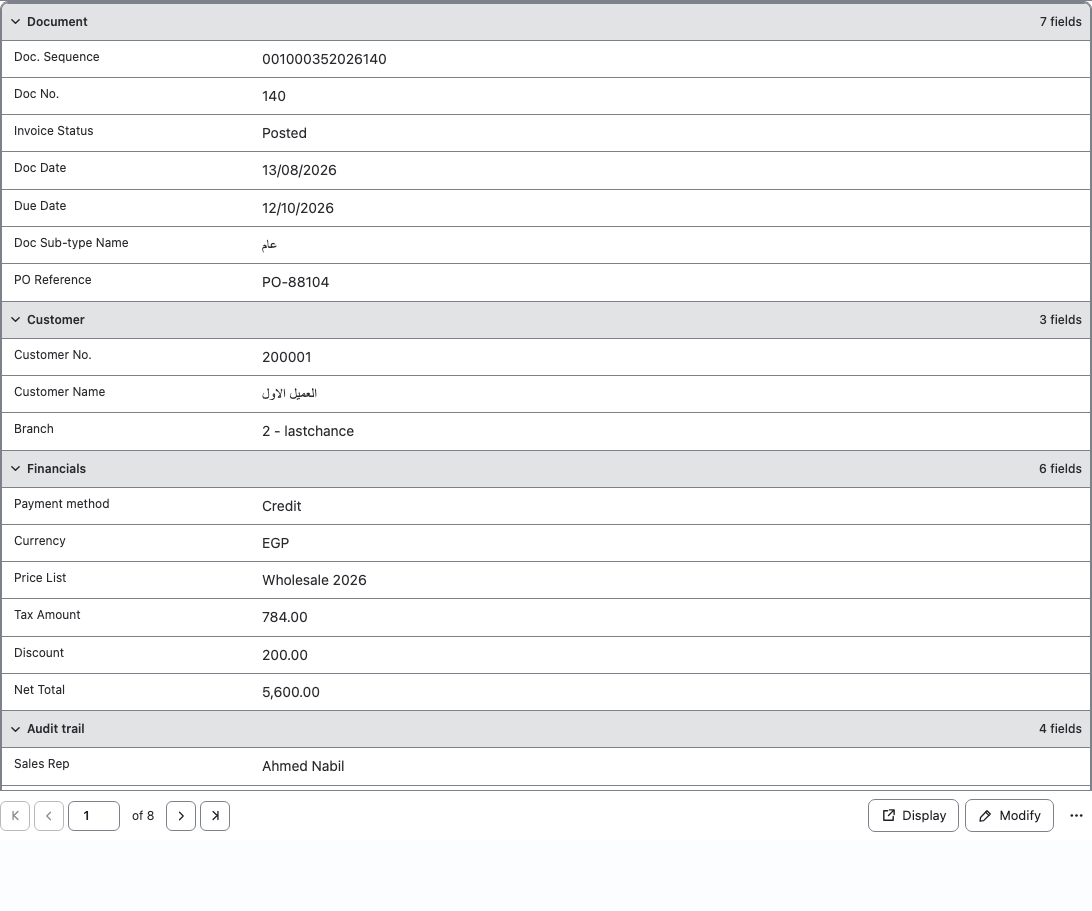 Document 7 fields
Doc. Sequence 001000352026140
Doc No. 140
Invoice Status Posted
Doc Date 13/08/2026
Due Date 12/10/2026
Doc Sub-type Name عام
PO Reference PO-88104
Customer 3 fields
Customer No. 200001
Customer Name العميل الاول
Branch 2 - lastchance
Financials 6 fields
Payment method Credit
Currency EGP
Price List Wholesale 2026
Tax Amount 784.00
Discount 200.00
Net Total 5,600.00
Audit trail 4 fields
Sales Rep Ahmed Nabil
1 of 8 Display Modify